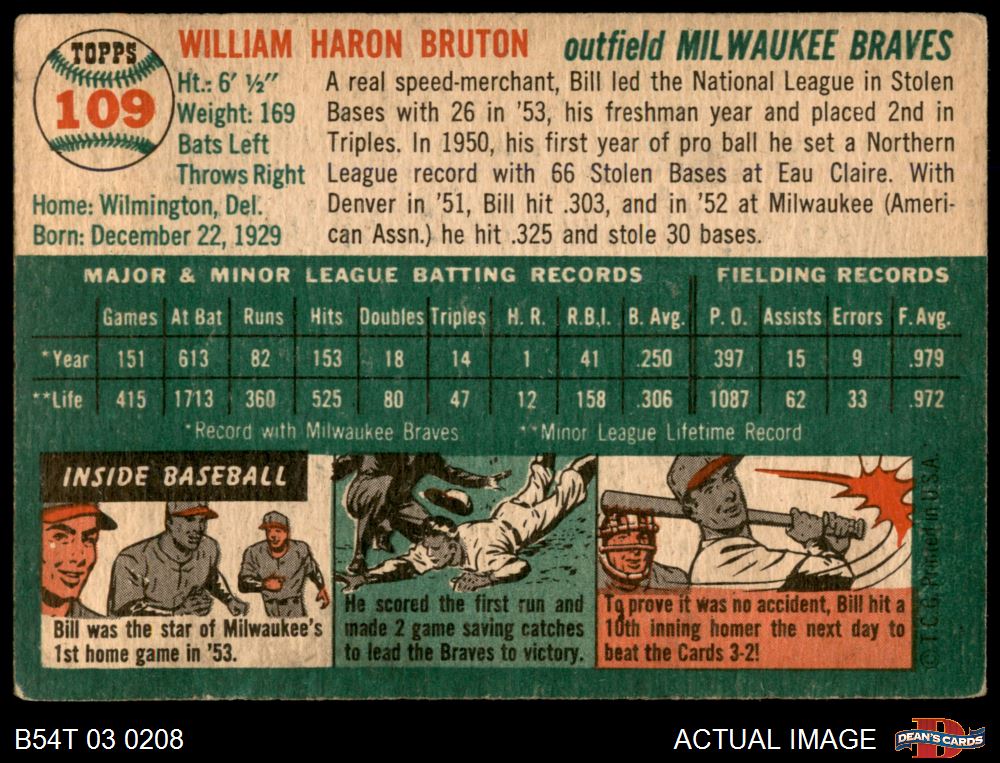 TOPPS
109
WILLIAM HARON BRUTON outfield MILWAUKEE BRAVES
Ht.: 6' ½"
Weight: 169
Bats Left
Throws Right
Home: Wilmington, Del.
Born: December 22, 1929
A real speed-merchant, Bill led the National League in Stolen
Bases with 26 in '53, his freshman year and placed 2nd in
Triples. In 1950, his first year of pro ball he set a Northern
League record with 66 Stolen Bases at Eau Claire. With
Denver in '51, Bill hit .303, and in '52 at Milwaukee (Ameri-
can Assn.) he hit .325 and stole 30 bases.
MAJOR & MINOR LEAGUE BATTING RECORDS FIELDING RECORDS
Games At Bat Runs Hits Doubles Triples H. R. R.B.I. B. Avg. P. O. Assists Errors F. Avg.
*Year 151 613 82 153 18 14 1 41 .250 397 15 9 .979
**Life 415 1713 360 525 80 47 12 158 .306 1087 62 33 .972
*Record with Milwaukee Braves **Minor League Lifetime Record
INSIDE BASEBALL
Bill was the star of Milwaukee's
1st home game in '53.
He scored the first run and
made 2 game saving catches
to lead the Braves to victory.
To prove it was no accident, Bill hit a
10th inning homer the next day to
beat the Cards 3-2!
© T. C. G. Printed in U.S.A.
B54T 03 0208
ACTUAL IMAGE
DEAN'S CARDS